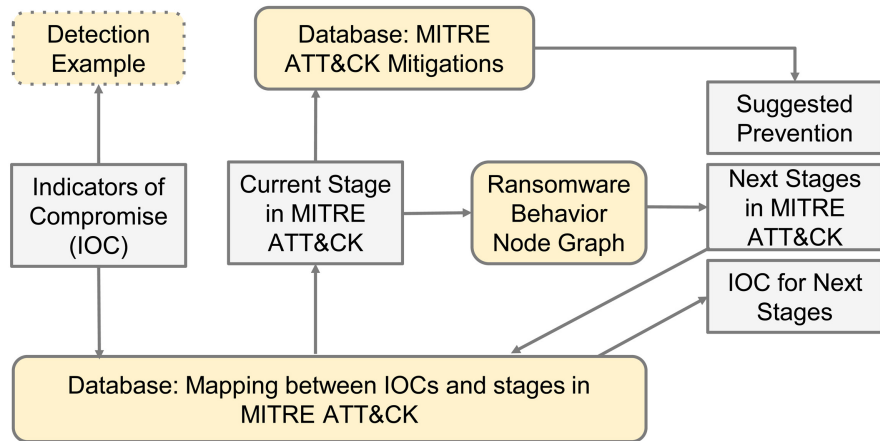 Detection
Example
Database: MITRE
ATT&CK Mitigations
Suggested
Prevention
Indicators of
Compromise
(IOC)
Current Stage
in MITRE
ATT&CK
Ransomware
Behavior
Node Graph
Next Stages
in MITRE
ATT&CK
IOC for Next
Stages
Database: Mapping between IOCs and stages in
MITRE ATT&CK